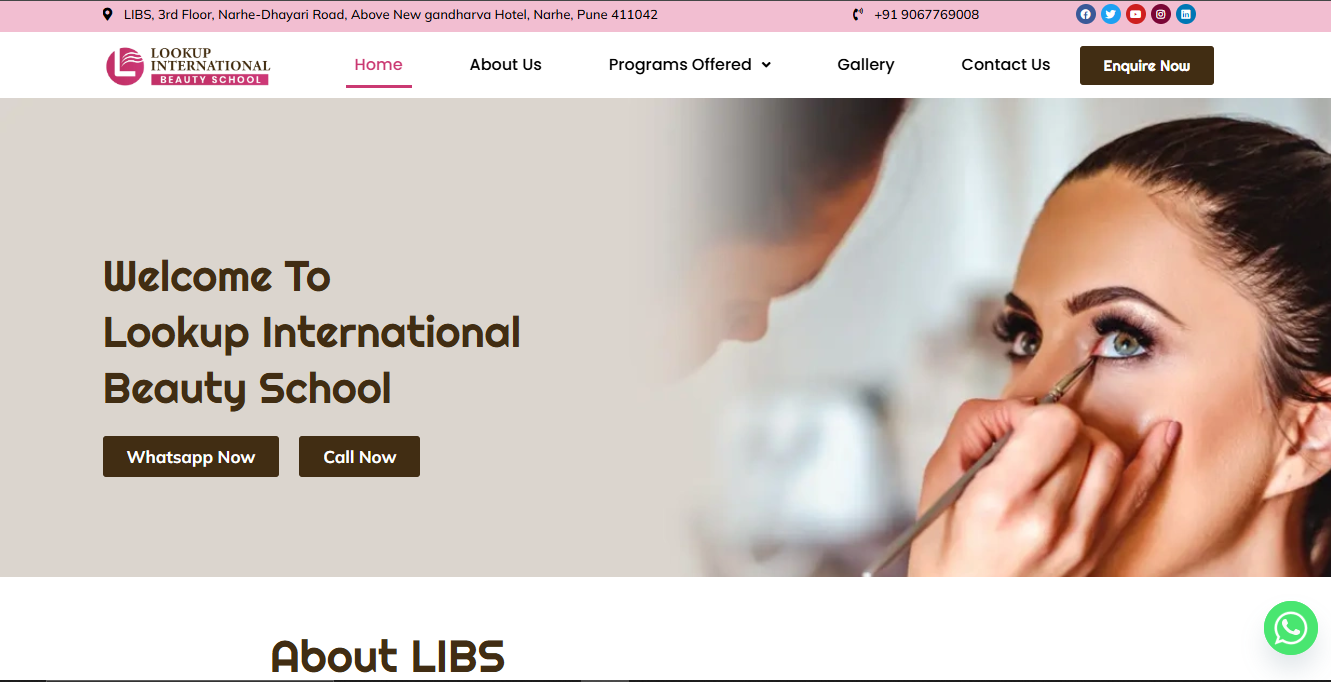 LIBS, 3rd Floor, Narhe-Dhayari Road, Above New gandharva Hotel, Narhe, Pune 411042
+91 9067769008
LOOKUP
INTERNATIONAL
BEAUTY SCHOOL
Home
About Us
Programs Offered
Gallery
Contact Us
Enquire Now
Welcome To
Lookup International
Beauty School
Whatsapp Now
Call Now
About LIBS